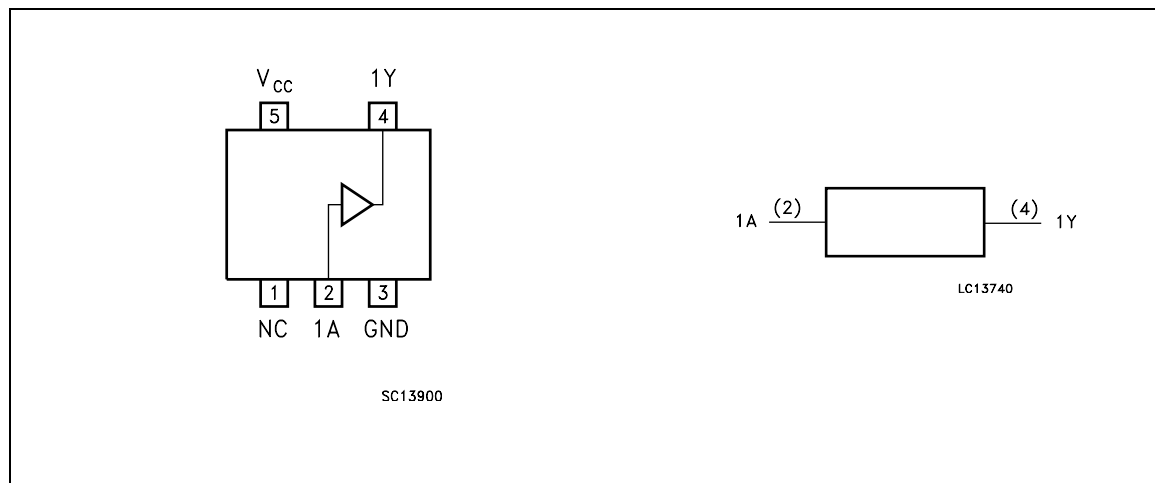 V_CC 1Y
5 4
1 2 3
NC 1A GND
SC13900
1A (2) (4) 1Y
LC13740